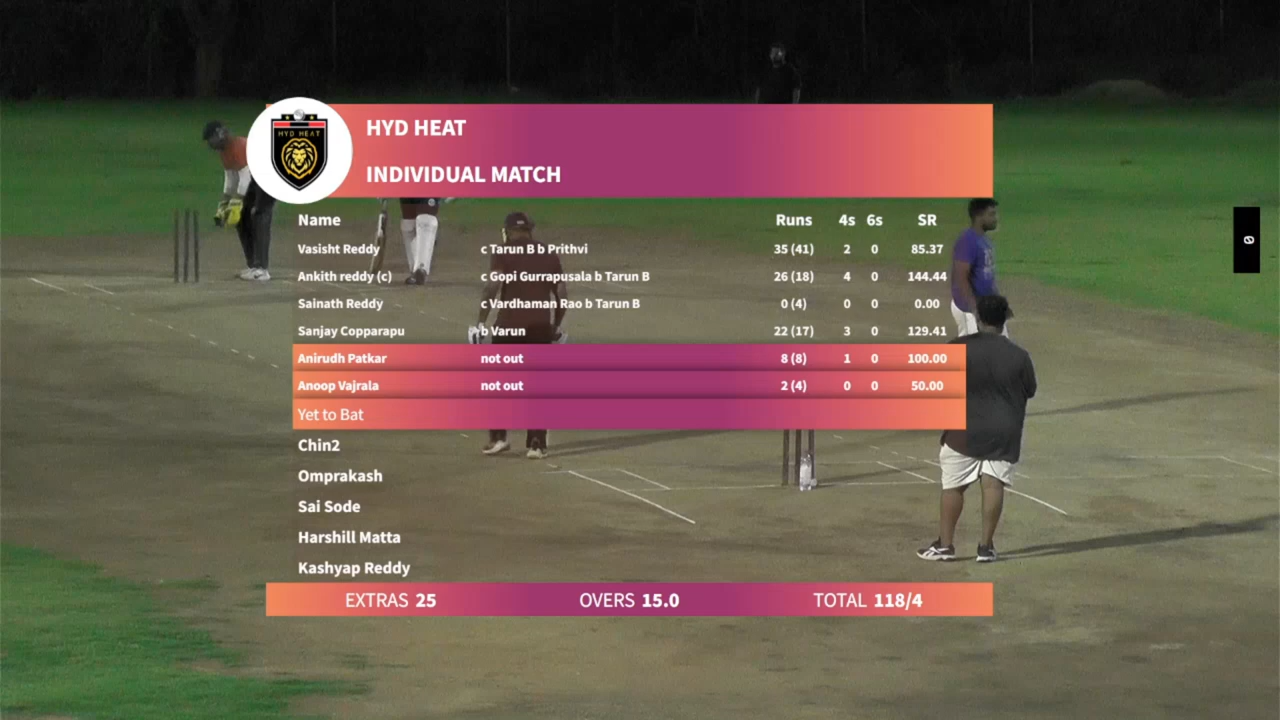 HYD HEAT
HYD HEAT
INDIVIDUAL MATCH
Name Runs 4s 6s SR
Vasisht Reddy c Tarun B b Prithvi 35 (41) 2 0 85.37
Ankith reddy (c) c Gopi Gurrapusala b Tarun B 26 (18) 4 0 144.44
Sainath Reddy c Vardhaman Rao b Tarun B 0 (4) 0 0 0.00
Sanjay Copparapu b Varun 22 (17) 3 0 129.41
Anirudh Patkar not out 8 (8) 1 0 100.00
Anoop Vajrala not out 2 (4) 0 0 50.00
Yet to Bat
Chin2
Omprakash
Sai Sode
Harshill Matta
Kashyap Reddy
EXTRAS 25 OVERS 15.0 TOTAL 118/4
0